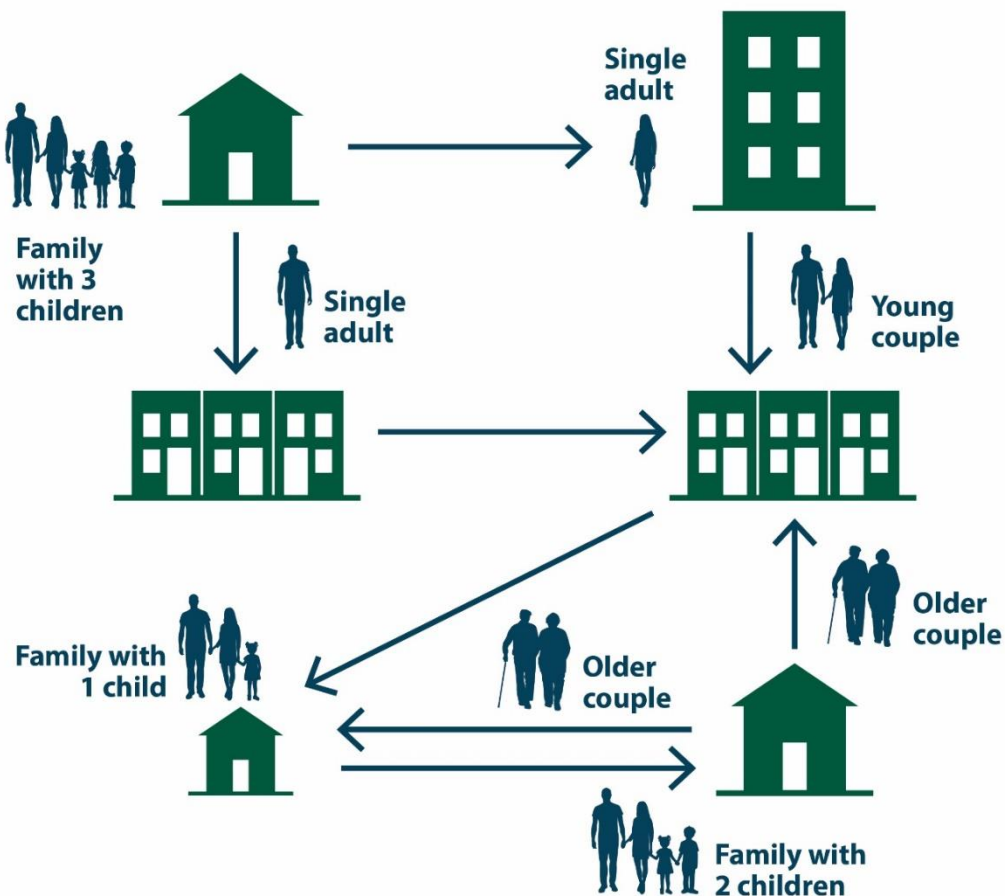 Single
adult
Family
with 3
children
Single
adult
Young
couple
Older
couple
Family with
1 child
Older
couple
Family with
2 children